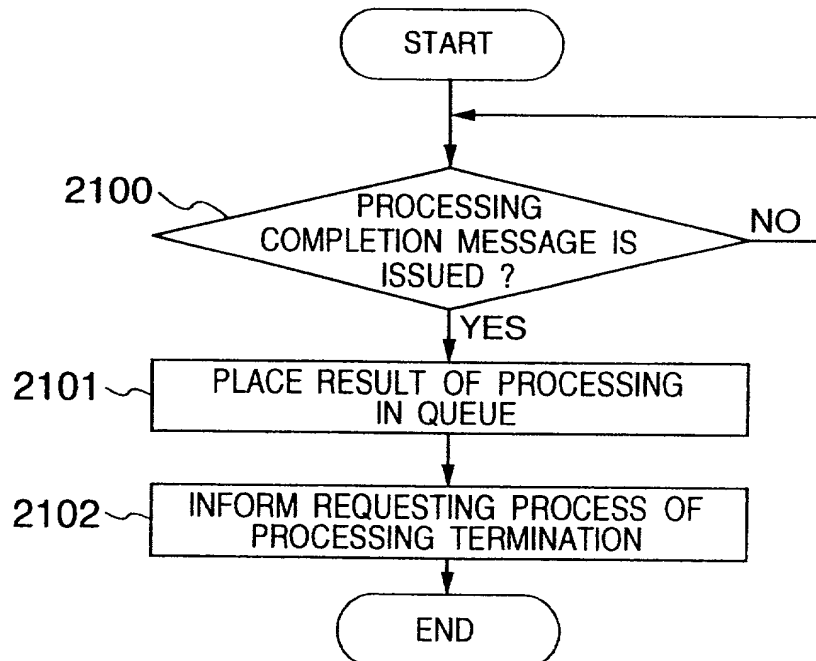 START
2100
PROCESSING
COMPLETION MESSAGE IS
ISSUED ?
NO
YES
2101
PLACE RESULT OF PROCESSING
IN QUEUE
2102
INFORM REQUESTING PROCESS OF
PROCESSING TERMINATION
END